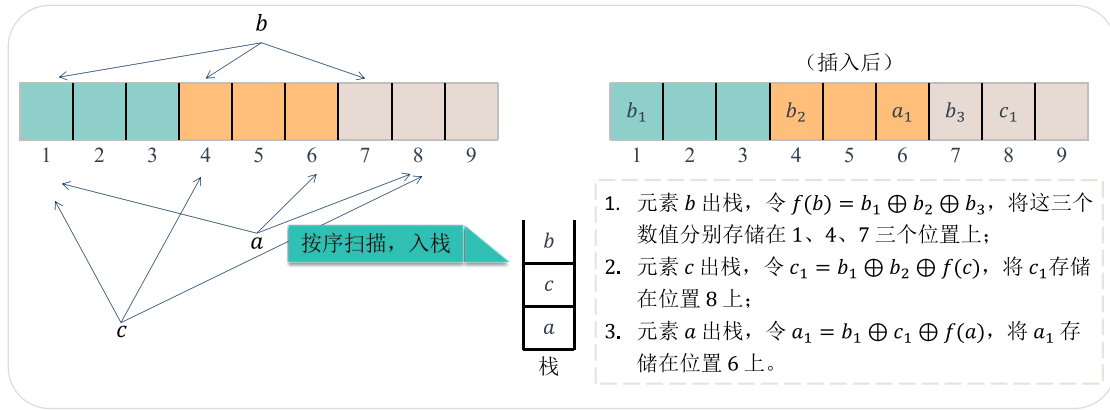 b
1 2 3 4 5 6 7 8 9
a
按序扫描，入栈
c
b
c
a
栈
（插入后）
b₁ b₂ a₁ b₃ c₁
1 2 3 4 5 6 7 8 9
1. 元素 b 出栈，令 f(b) = b₁ ⊕ b₂ ⊕ b₃，将这三个
数值分别存储在 1、4、7 三个位置上；
2. 元素 c 出栈，令 c₁ = b₁ ⊕ b₂ ⊕ f(c)，将 c₁存储
在位置 8 上；
3. 元素 a 出栈，令 a₁ = b₁ ⊕ c₁ ⊕ f(a)，将 a₁ 存
储在位置 6 上。